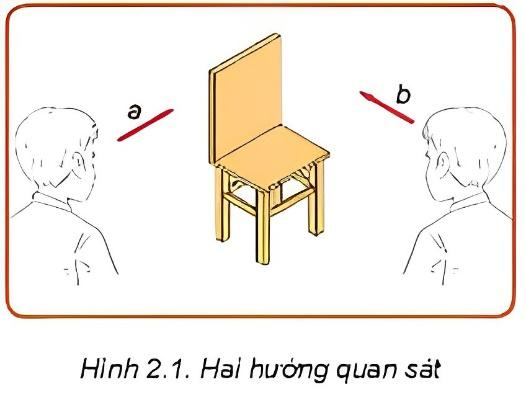 a
b
Hình 2.1. Hai hướng quan sát